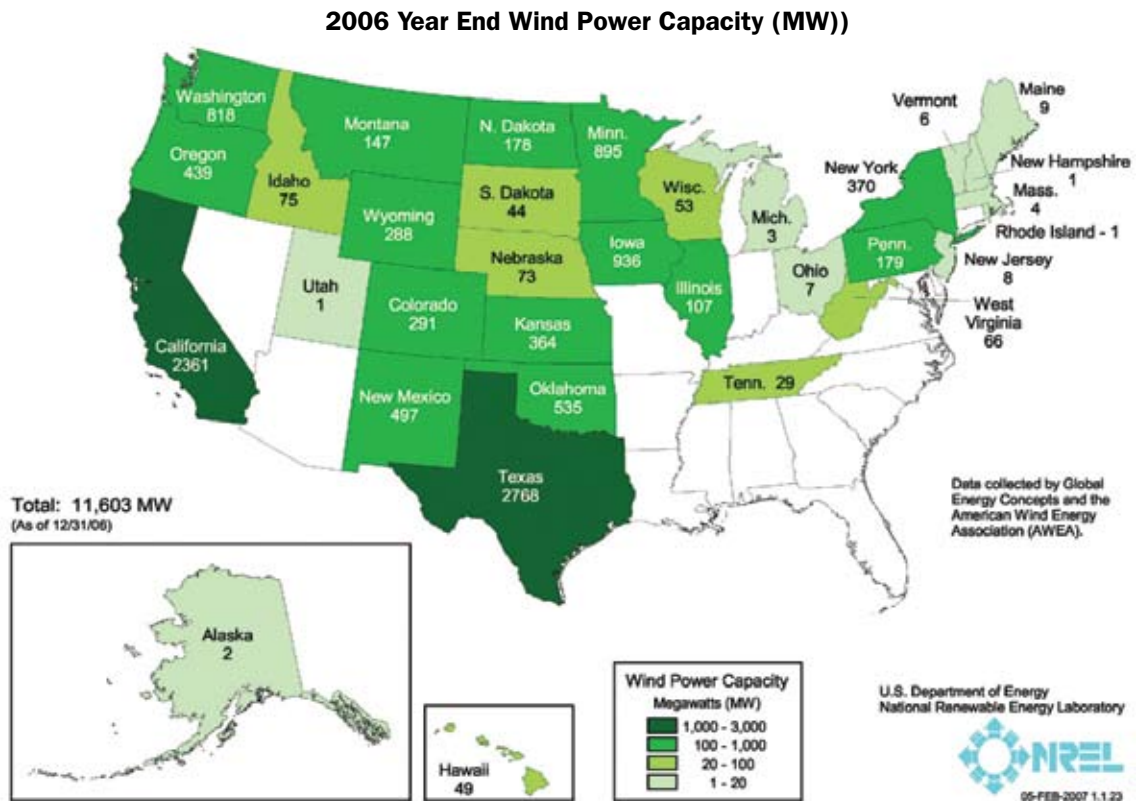 2006 Year End Wind Power Capacity (MW))
Washington
818
Oregon
439
California
2361
Idaho
75
Montana
147
Wyoming
288
Utah
1
Colorado
291
New Mexico
497
N. Dakota
178
S. Dakota
44
Nebraska
73
Kansas
364
Oklahoma
535
Texas
2768
Minn.
895
Iowa
936
Wisc.
53
Illinois
107
Mich.
3
Ohio
7
Tenn. 29
Vermont
6
Maine
9
New York
370
New Hampshire
1
Mass.
4
Rhode Island - 1
Penn.
179
New Jersey
8
West
Virginia
66
Data collected by Global
Energy Concepts and the
American Wind Energy
Association (AWEA).
Total: 11,603 MW
(As of 12/31/06)
Alaska
2
Hawaii
49
Wind Power Capacity
Megawatts (MW)
1,000 - 3,000
100 - 1,000
20 - 100
1 - 20
U.S. Department of Energy
National Renewable Energy Laboratory
NREL
05-FEB-2007 1.1.23